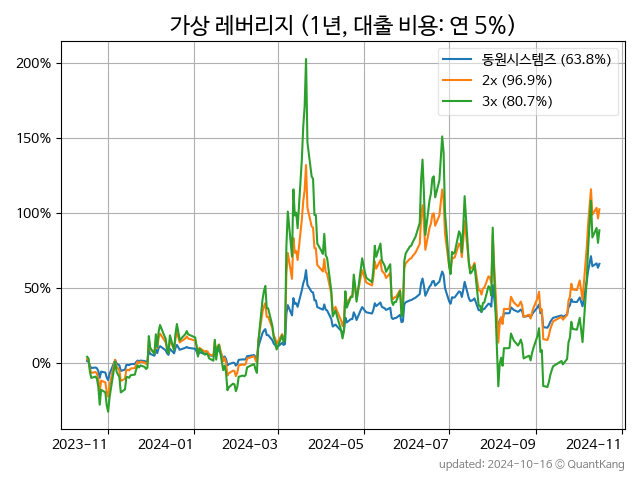 가상 레버리지 (1년, 대출 비용: 연 5%)
동원시스템즈 (63.8%)
2x (96.9%)
3x (80.7%)
200%
150%
100%
50%
0%
2023-11 2024-01 2024-03 2024-05 2024-07 2024-09 2024-11
updated: 2024-10-16 © QuantKang